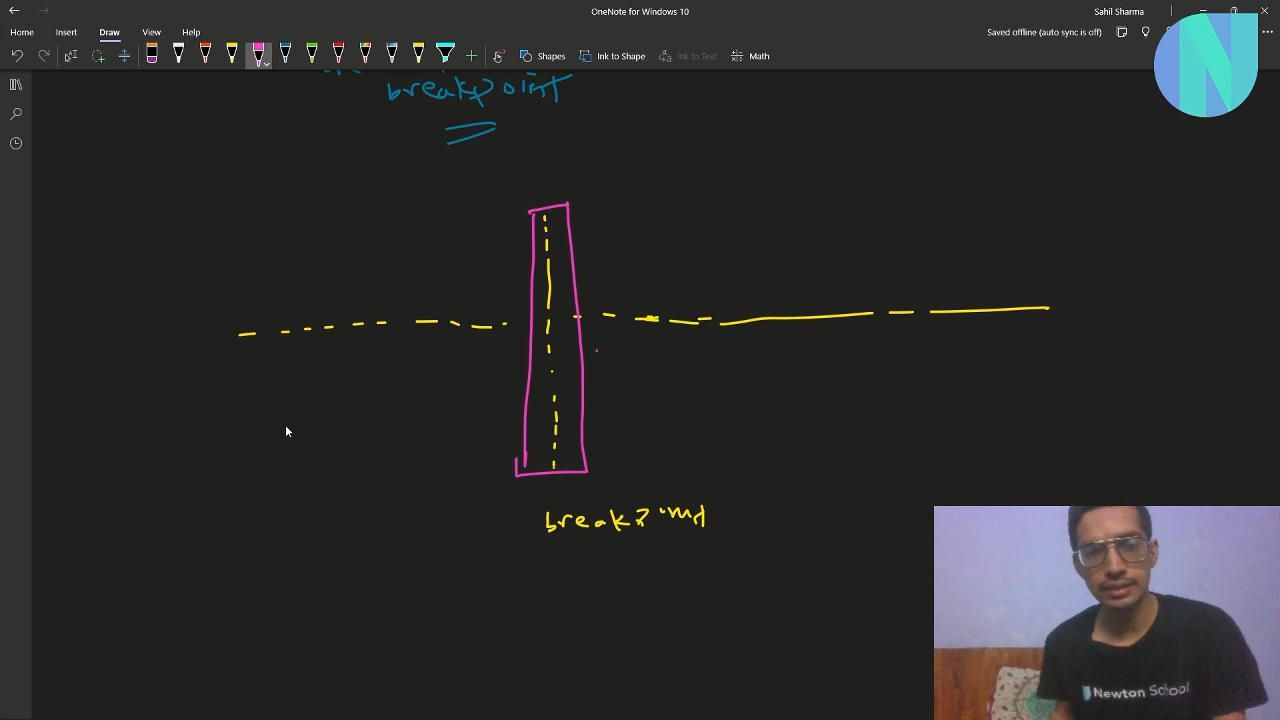 OneNote for Windows 10
Sahil Sharma
Home Insert Draw View Help
Saved offline (auto sync is off)
Shapes Ink to Shape Ink to Text Math
breakpoint
Newton School